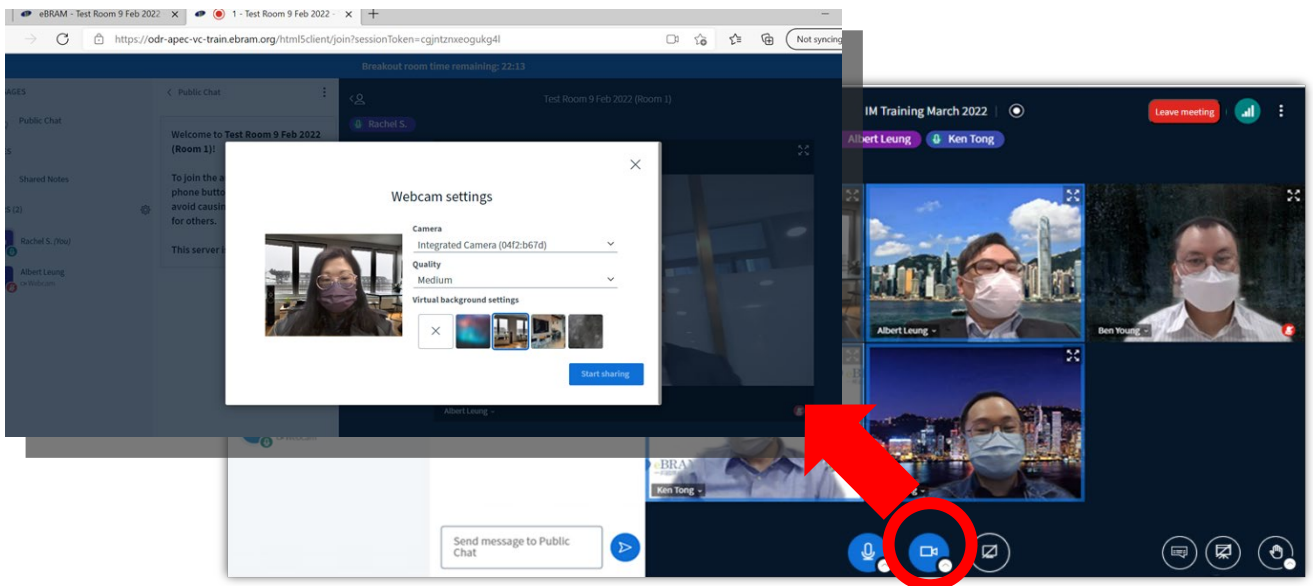 eBRAM - Test Room 9 Feb 2022
1 - Test Room 9 Feb 2022 -
https://odr-apec-vc-train.ebram.org/html5client/join?sessionToken=cgjntznxeogukg4l
Not syncing
Breakout room time remaining: 22:13
Public Chat
Shared Notes
Rachel S. (You)
Albert Leung
Public Chat
Welcome to Test Room 9 Feb 2022
(Room 1)!
To join the
phone
avoid
for others.
This server
Test Room 9 Feb 2022 (Room 1)
Rachel S.
Albert Leung
Webcam settings
Camera
Integrated Camera (04f2:b67d)
Quality
Medium
Virtual background settings
Start sharing
IM Training March 2022
Leave meeting
Albert Leung
Ken Tong
Albert Leung
Ben Young
eBRA
Ken Tong
Send message to Public
Chat